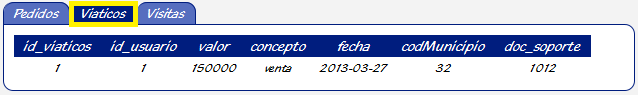 Pedidos Viaticos Visitas
id_viaticos id_usuario valor concepto fecha codMunicipio doc_soporte
1 1 150000 venta 2013-03-27 32 1012